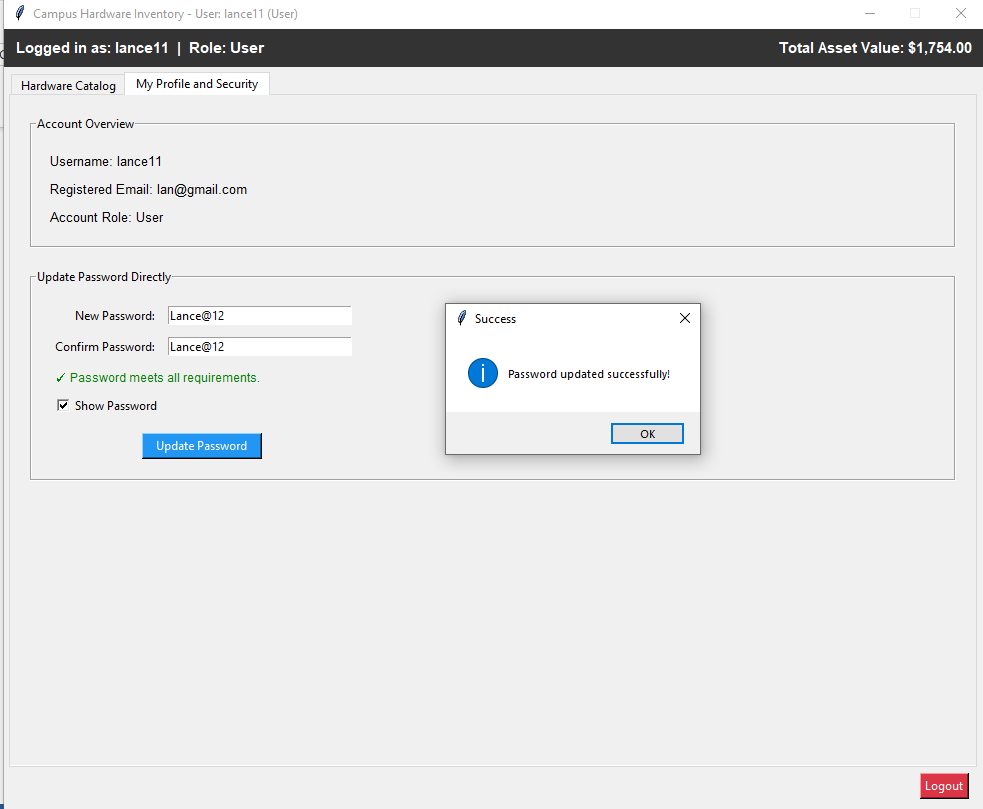 Campus Hardware Inventory - User: lance11 (User)
Logged in as: lance11 | Role: User
Total Asset Value: $1,754.00
Hardware Catalog
My Profile and Security
Account Overview
Username: lance11
Registered Email: lan@gmail.com
Account Role: User
Update Password Directly
New Password: Lance@12
Confirm Password: Lance@12
✓ Password meets all requirements.
Show Password
Update Password
Success
Password updated successfully!
OK
Logout